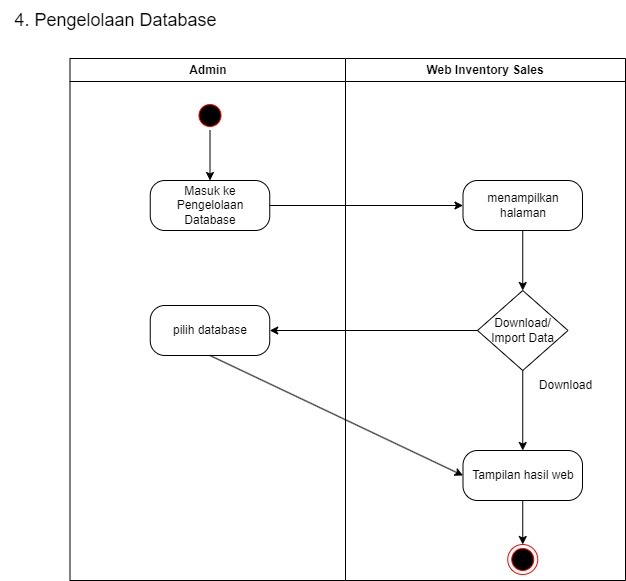 4. Pengelolaan Database
Admin
Web Inventory Sales
Masuk ke
Pengelolaan
Database
menampilkan
halaman
pilih database
Download/
Import Data
Download
Tampilan hasil web